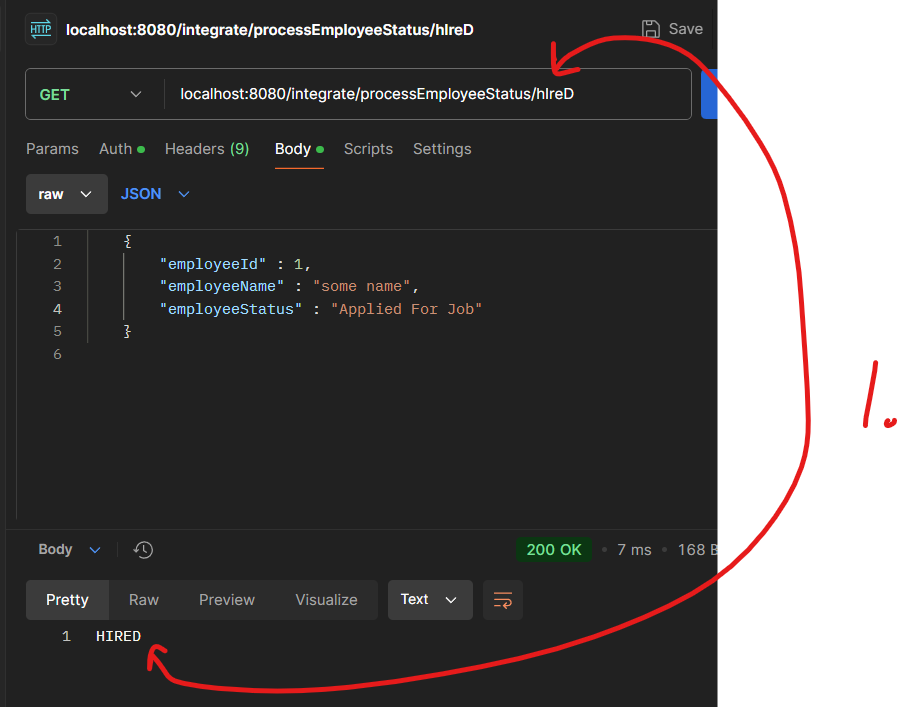 HTTP localhost:8080/integrate/processEmployeeStatus/hIreD Save
GET localhost:8080/integrate/processEmployeeStatus/hIreD
Params Auth Headers (9) Body Scripts Settings
raw JSON
1 {
2 "employeeId" : 1,
3 "employeeName" : "some name",
4 "employeeStatus" : "Applied For Job"
5 }
6
1.
Body 200 OK • 7 ms • 168 B
Pretty Raw Preview Visualize Text
1 HIRED